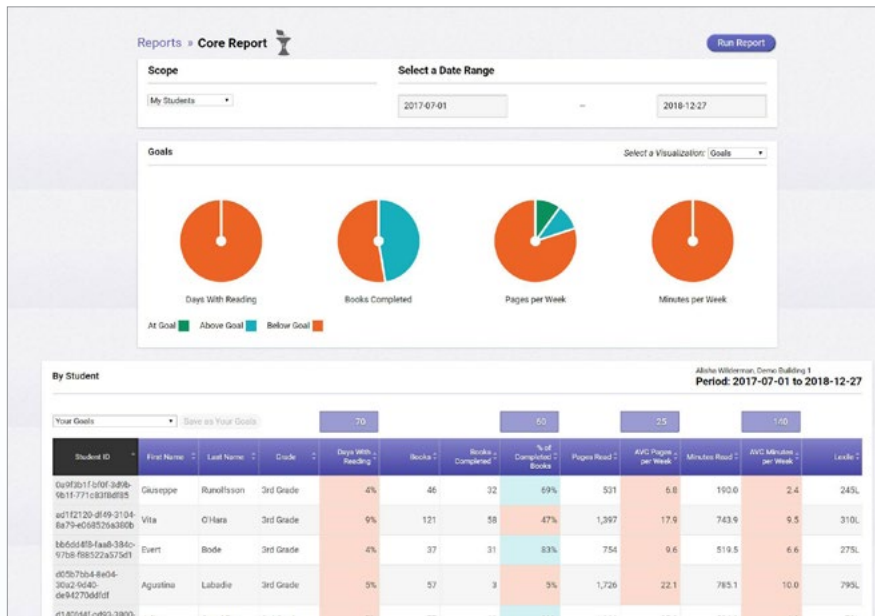 Reports » Core Report
Run Report
Scope
Select a Date Range
My Students
2017-07-01 – 2018-12-27
Goals
Select a Visualization: Goals
Days With Reading
Books Completed
Pages per Week
Minutes per Week
At Goal Above Goal Below Goal
By Student
Alisha Wilderman, Demo Building 1
Period: 2017-07-01 to 2018-12-27
Your Goals Save as Your Goals 70 60 25 140
Student ID First Name Last Name Grade Days With Reading Books Books Completed % of Completed Books Pages Read AVG Pages per Week Minutes Read AVG Minutes per Week Lexile
Giuseppe Runolfsson 3rd Grade 4% 46 32 69% 531 6.8 190.0 2.4 245L
ad1f2120-df49-3104-8a79-e068526a380b Vita O'Hara 3rd Grade 9% 121 58 47% 1,397 17.9 743.9 9.5 310L
bb6dd4f8-faa8-384c-97b8-f88522a575d1 Evert Bode 3rd Grade 4% 37 31 83% 754 9.6 519.5 6.6 275L
d05b7bb4-8e04-30a2-9d40-de94270ddfdf Agustina Labadie 3rd Grade 5% 57 3 5% 1,726 22.1 785.1 10.0 795L